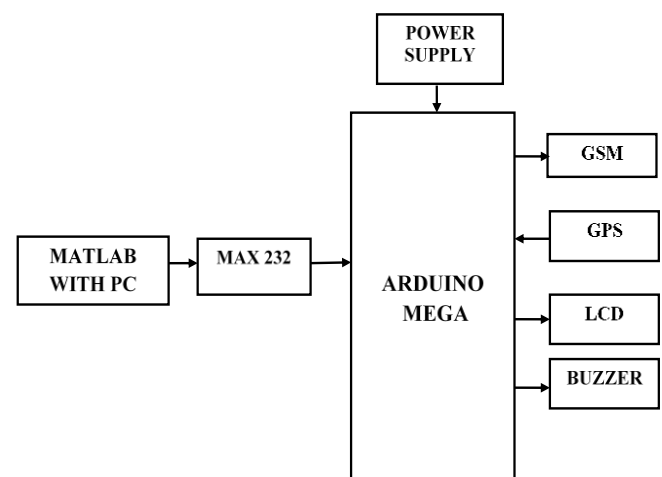 POWER
SUPPLY
GSM
GPS
MATLAB
WITH PC
MAX 232
ARDUINO
MEGA
LCD
BUZZER